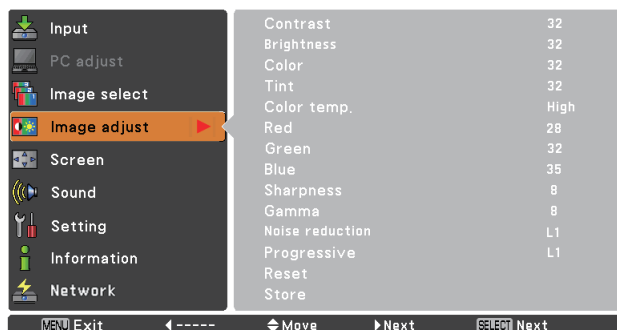 Input
PC adjust
Image select
Image adjust
Screen
Sound
Setting
Information
Network
Contrast 32
Brightness 32
Color 32
Tint 32
Color temp. High
Red 28
Green 32
Blue 35
Sharpness 8
Gamma 8
Noise reduction L1
Progressive L1
Reset
Store
MENU Exit ◀ ----- ◆ Move ▶ Next SELECT Next